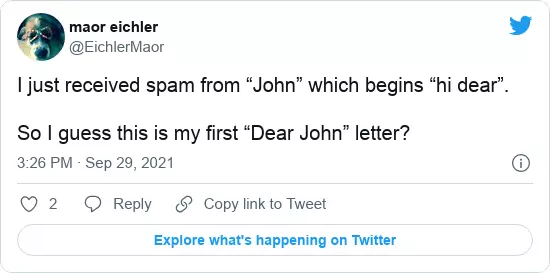 maor eichler
@EichlerMaor
I just received spam from “John” which begins “hi dear”.
So I guess this is my first “Dear John” letter?
3:26 PM · Sep 29, 2021
2 Reply Copy link to Tweet
Explore what's happening on Twitter